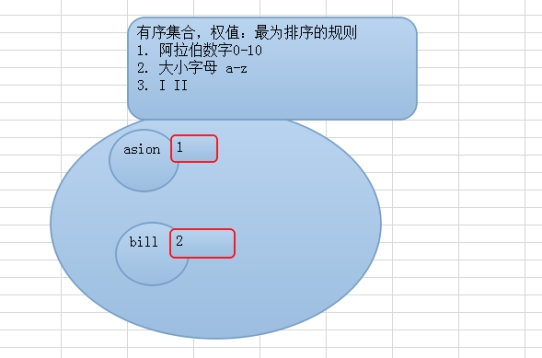 有序集合，权值：最为排序的规则
1. 阿拉伯数字0-10
2. 大小字母 a-z
3. I II
asion 1
bill 2